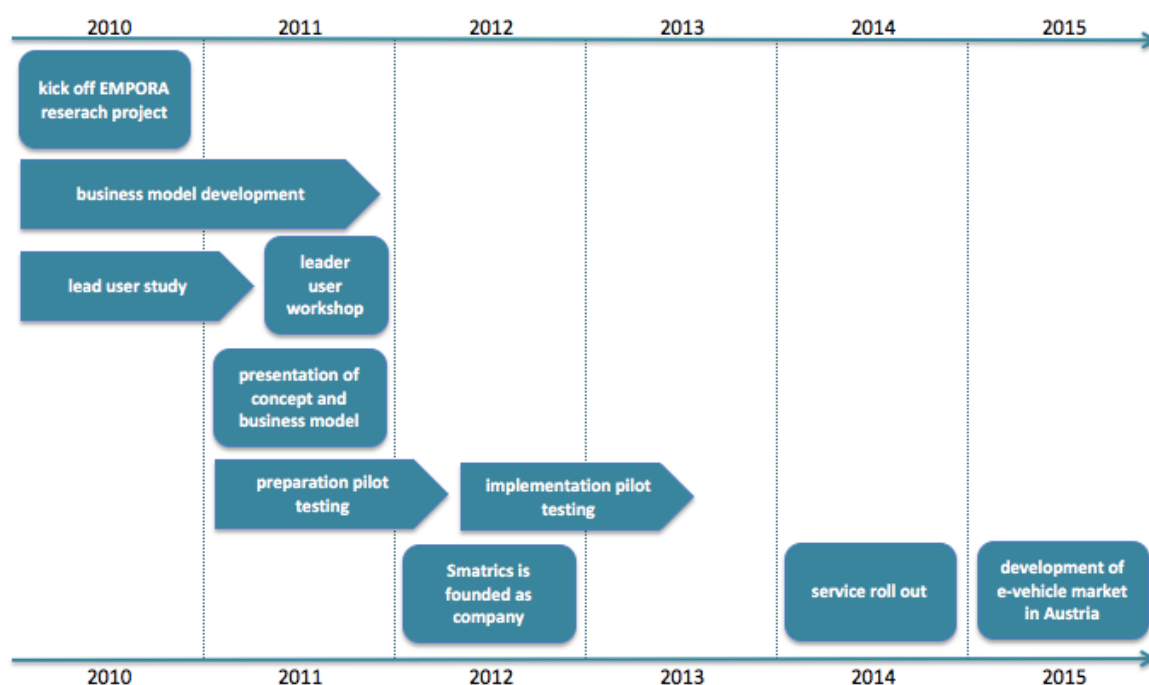 2010 2011 2012 2013 2014 2015
kick off EMPORA
reserach project
business model development
lead user study
leader
user
workshop
presentation of
concept and
business model
preparation pilot
testing
implementation pilot
testing
Smatrics is
founded as
company
service roll out
development of
e-vehicle market
in Austria
2010 2011 2012 2013 2014 2015